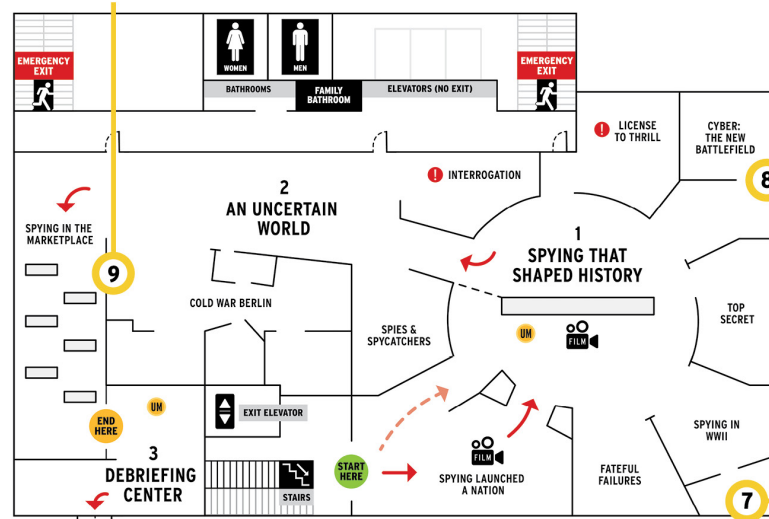 EMERGENCY
EXIT
WOMEN
MEN
BATHROOMS
FAMILY
BATHROOM
ELEVATORS (NO EXIT)
EMERGENCY
EXIT
! LICENSE
TO THRILL
CYBER:
THE NEW
BATTLEFIELD
! INTERROGATION
8
2
AN UNCERTAIN
WORLD
SPYING IN THE
MARKETPLACE
1
SPYING THAT
SHAPED HISTORY
9
COLD WAR BERLIN
SPIES &
SPYCATCHERS
UM
FILM
TOP
SECRET
UM
EXIT ELEVATOR
END
HERE
SPYING IN
WWII
3
DEBRIEFING
CENTER
START
HERE
FILM
SPYING LAUNCHED
A NATION
FATEFUL
FAILURES
STAIRS
7